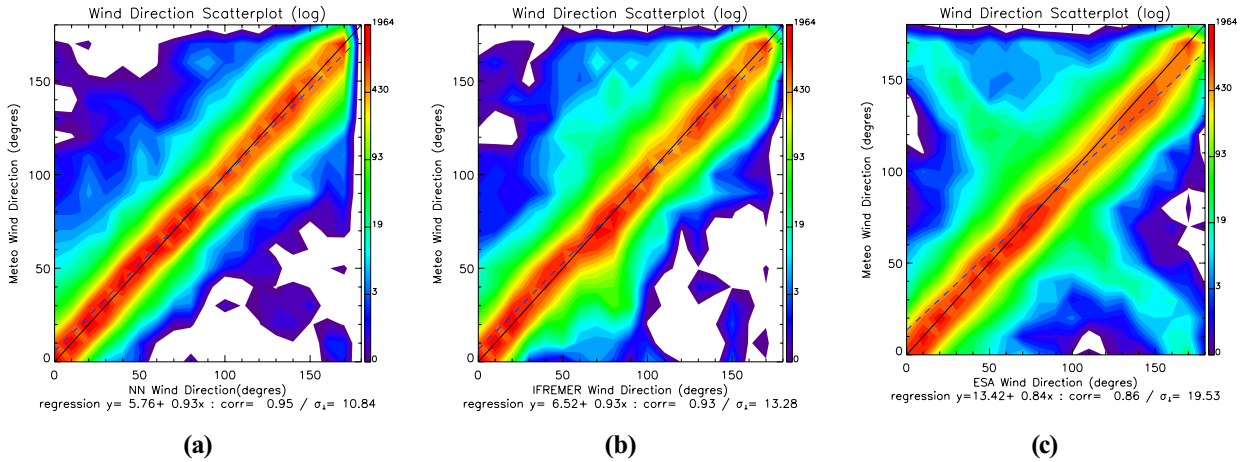 Wind Direction Scatterplot (log)
1964
430
93
19
3
0
150
100
50
0
Meteo Wind Direction (degres)
0 50 100 150
NN Wind Direction(degres)
regression y= 5.76+ 0.93x : corr= 0.95 / σ⊥= 10.84
(a)
Wind Direction Scatterplot (log)
1964
430
93
19
3
0
150
100
50
0
Meteo Wind Direction (degres)
0 50 100 150
IFREMER Wind Direction (degres)
regression y= 6.52+ 0.93x : corr= 0.93 / σ⊥= 13.28
(b)
Wind Direction Scatterplot (log)
1964
430
93
19
3
0
150
100
50
0
Meteo Wind Direction (degres)
0 50 100 150
ESA Wind Direction (degres)
regression y=13.42+ 0.84x : corr= 0.86 / σ⊥= 19.53
(c)